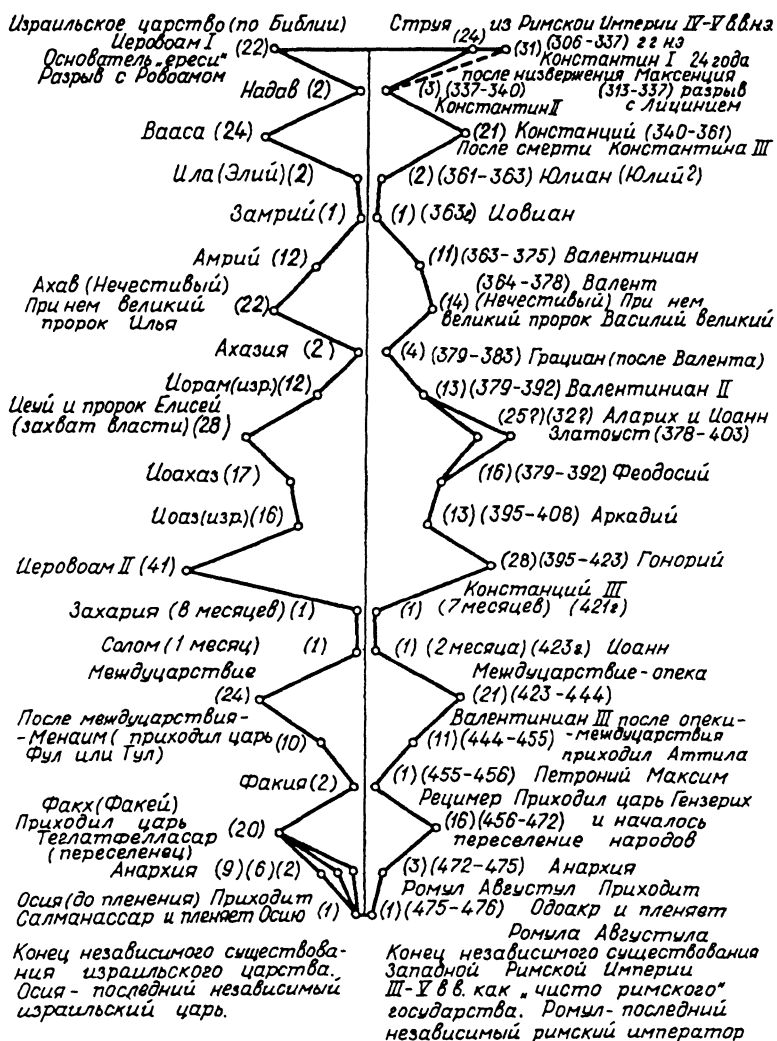 Израильское царство (по Библии)
Иеровоам I (22)
Основатель „ереси"
Разрыв с Ровоамом
Надав (2)
Вааса (24)
Ила (Элий) (2)
Замрий (1)
Амрий (12)
Ахав (Нечестивый)
При нем великий (22)
пророк Илья
Ахазия (2)
Иорам (изр.) (12)
Иеуй и пророк Елисей
(захват власти) (28)
Иоахаз (17)
Иоаз (изр.) (16)
Иеровоам II (41)
Захария (8 месяцев) (1)
Солом (1 месяц) (1)
Междуцарствие
(24)
После междуцарствия-
-Менаим ( приходил царь (10)
Фул или Тул)
Факия (2)
Факх (Факей)
Приходил царь (20)
Теглатфелласар
(переселенец)
Анархия (9) (6) (2)
Осия (до пленения) Приходит
Салманассар и пленяет Осию (1)
Конец независимого существова-
ния израильского царства.
Осия - последний независимый
израильский царь.
Струя из Римской Империи IV-V в.в. н.э.
(24) (31) (306-337) г г н э
Константин I 24 года
после низвержения Максенция
(3) (337-340) (313-337) разрыв
Константин II с Лицинием
(21) Констанций (340-361)
После смерти Константина III
(2) (361-363) Юлиан (Юлий?)
(1) (363г) Иовиан
(11) (363-375) Валентиниан
(364-378) Валент
(14) (Нечестивый) При нем
великий пророк Василий великий
(4) (379-383) Грациан (после Валента)
(13) (379-392) Валентиниан II
(25?) (32?) Аларих и Иоанн
Златоуст (378-403)
(16) (379-392) Феодосий
(13) (395-408) Аркадий
(28) (395-423) Гонорий
Констанций III
(1) (7 месяцев) (421г)
(1) (2 месяца) (423г.) Иоанн
Междуцарствие-опека
(21) (423-444)
Валентиниан III после опеки-
(11) (444-455) -междуцарствия
приходил Аттила
(1) (455-456) Петроний Максим
Рецимер Приходил царь Гензерих
(16) (456-472) и началось
переселение народов
(3) (472-475) Анархия
Ромул Августул Приходит
(1) (475-476) Одоакр и пленяет
Ромула Августула
Конец независимого существования
Западной Римской Империи
III-V в в. как „чисто римского"
государства. Ромул-последний
независимый римский император